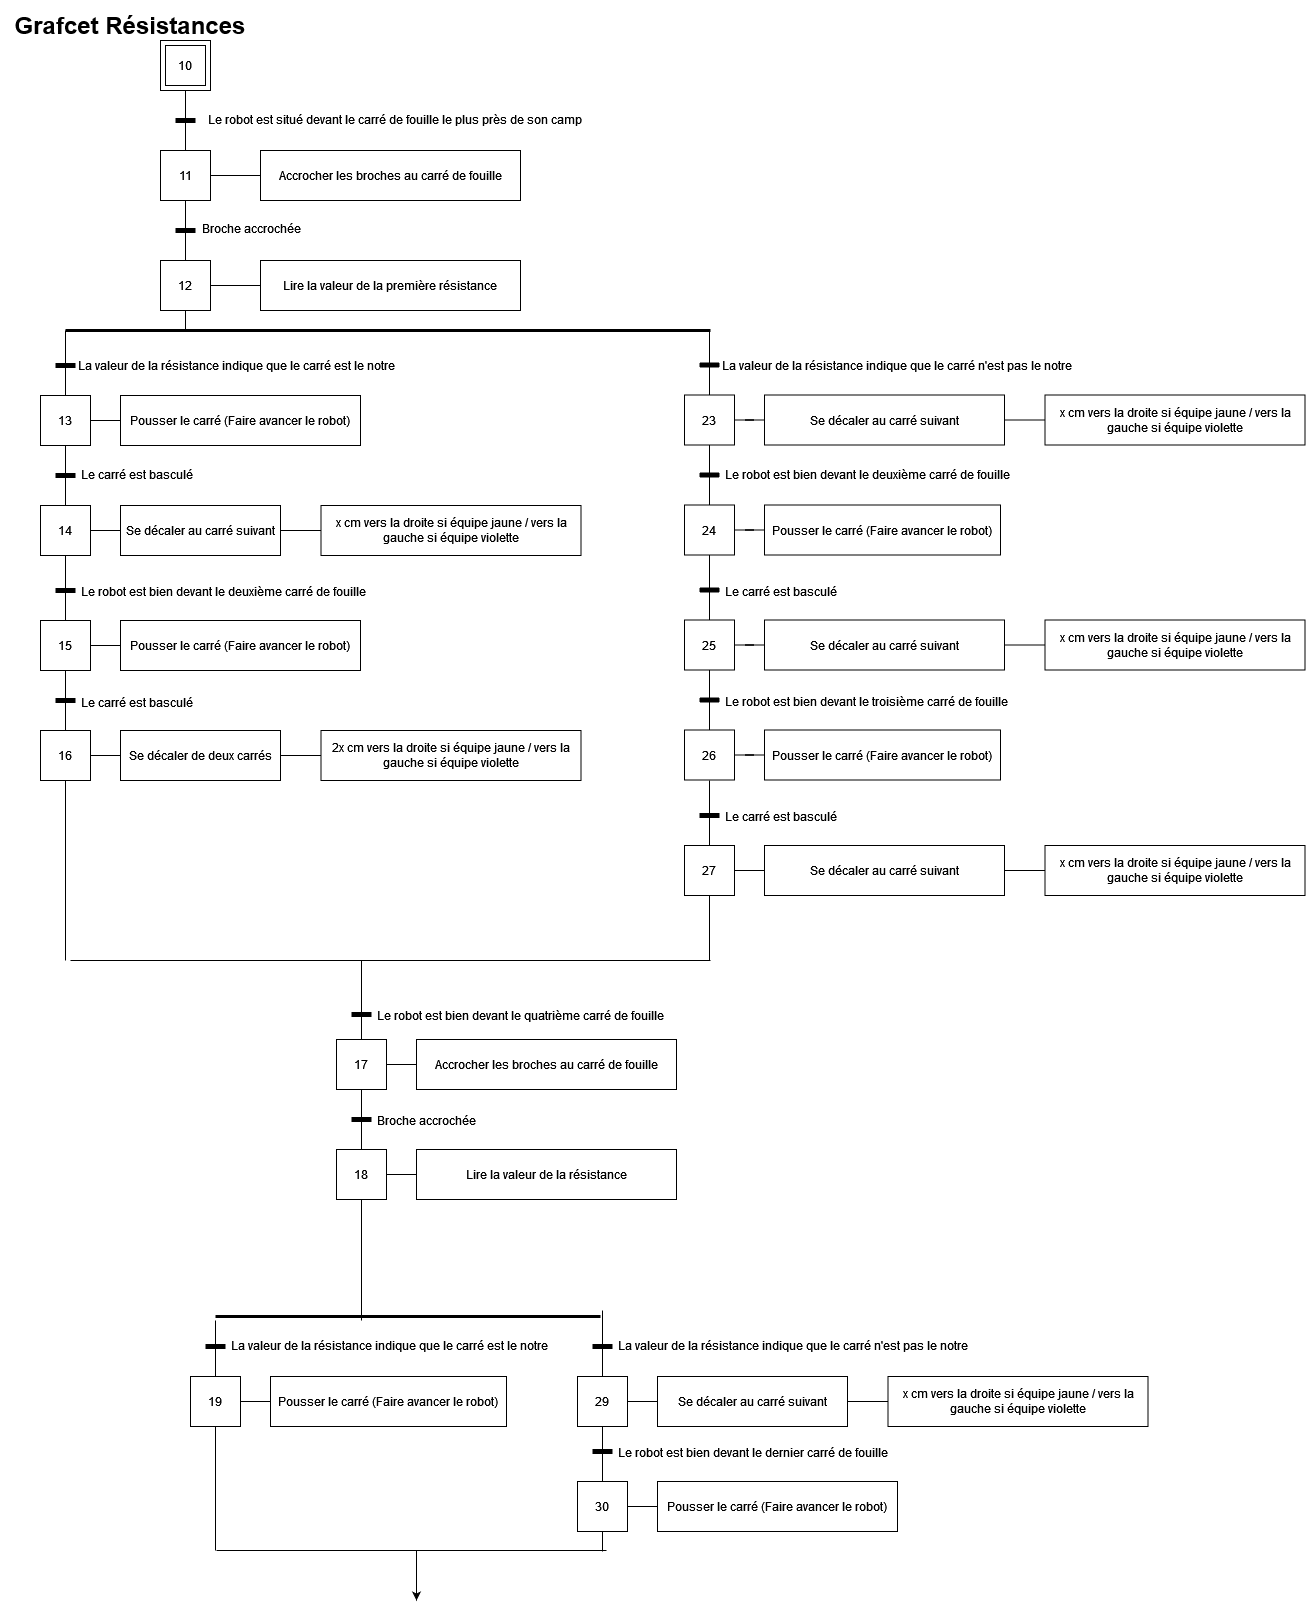 Grafcet Résistances
10
Le robot est situé devant le carré de fouille le plus près de son camp
11
Accrocher les broches au carré de fouille
Broche accrochée
12
Lire la valeur de la première résistance
La valeur de la résistance indique que le carré est le notre
13
Pousser le carré (Faire avancer le robot)
Le carré est basculé
14
Se décaler au carré suivant
x cm vers la droite si équipe jaune / vers la
gauche si équipe violette
Le robot est bien devant le deuxième carré de fouille
15
Pousser le carré (Faire avancer le robot)
Le carré est basculé
16
Se décaler de deux carrés
2x cm vers la droite si équipe jaune / vers la
gauche si équipe violette
La valeur de la résistance indique que le carré n'est pas le notre
23
Se décaler au carré suivant
x cm vers la droite si équipe jaune / vers la
gauche si équipe violette
Le robot est bien devant le deuxième carré de fouille
24
Pousser le carré (Faire avancer le robot)
Le carré est basculé
25
Se décaler au carré suivant
x cm vers la droite si équipe jaune / vers la
gauche si équipe violette
Le robot est bien devant le troisième carré de fouille
26
Pousser le carré (Faire avancer le robot)
Le carré est basculé
27
Se décaler au carré suivant
x cm vers la droite si équipe jaune / vers la
gauche si équipe violette
Le robot est bien devant le quatrième carré de fouille
17
Accrocher les broches au carré de fouille
Broche accrochée
18
Lire la valeur de la résistance
La valeur de la résistance indique que le carré est le notre
19
Pousser le carré (Faire avancer le robot)
La valeur de la résistance indique que le carré n'est pas le notre
29
Se décaler au carré suivant
x cm vers la droite si équipe jaune / vers la
gauche si équipe violette
Le robot est bien devant le dernier carré de fouille
30
Pousser le carré (Faire avancer le robot)